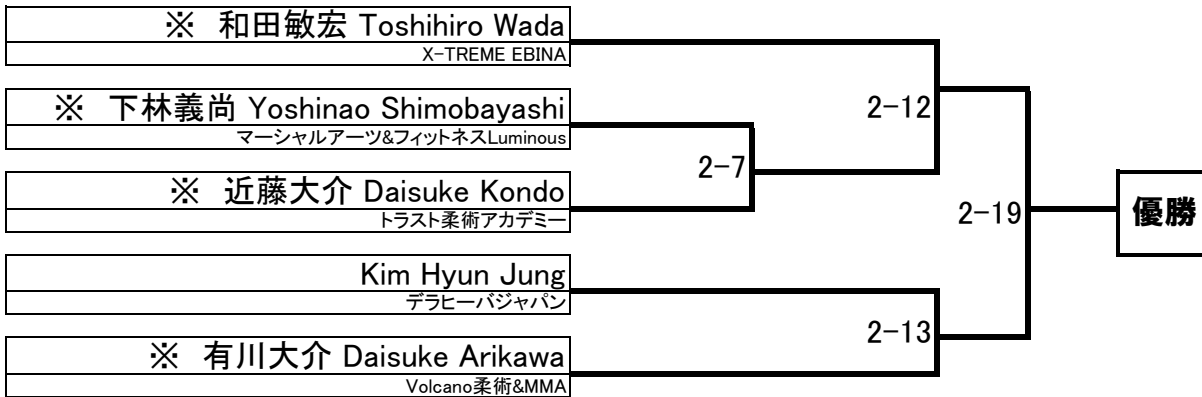 ※ 和田敏宏 Toshihiro Wada
X-TREME EBINA
※ 下林義尚 Yoshinao Shimobayashi
マーシャルアーツ&フィットネスLuminous
※ 近藤大介 Daisuke Kondo
トラスト柔術アカデミー
Kim Hyun Jung
デラヒーバジャパン
※ 有川大介 Daisuke Arikawa
Volcano柔術&MMA
2-7
2-12
2-13
2-19
優勝